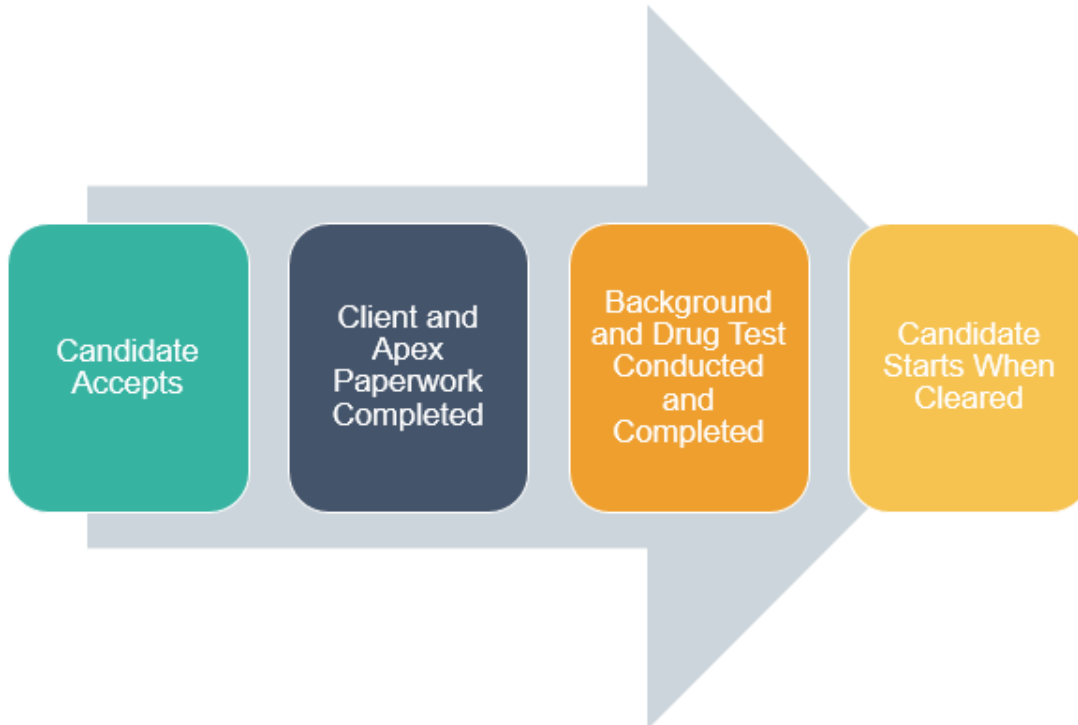 Candidate
Accepts
Client and
Apex
Paperwork
Completed
Background
and Drug Test
Conducted
and
Completed
Candidate
Starts When
Cleared